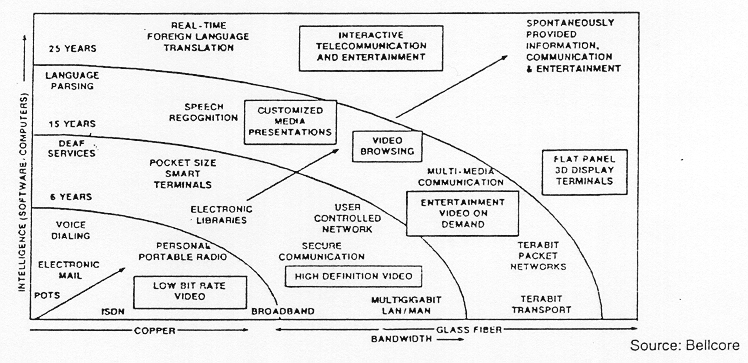 REAL-TIME
FOREIGN LANGUAGE
TRANSLATION
INTERACTIVE
TELECOMMUNICATION
AND ENTERTAINMENT
SPONTANEOUSLY
PROVIDED
INFORMATION,
COMMUNICATION
& ENTERTAINMENT
25 YEARS
LANGUAGE
PARSING
SPEECH
REGOGNITION
CUSTOMIZED
MEDIA
PRESENTATIONS
15 YEARS
DEAF
SERVICES
VIDEO
BROWSING
POCKET SIZE
SMART
TERMINALS
MULTI-MEDIA
COMMUNICATION
FLAT PANEL
3D DISPLAY
TERMINALS
6 YEARS
ELECTRONIC
LIBRARIES
USER
CONTROLLED
NETWORK
ENTERTAINMENT
VIDEO ON
DEMAND
VOICE
DIALING
PERSONAL
PORTABLE RADIO
SECURE
COMMUNICATION
TERABIT
PACKET
NETWORKS
ELECTRONIC
MAIL
LOW BIT RATE
VIDEO
HIGH DEFINITION VIDEO
POTS
ISDN
BROADBAND
MULTIGIGABIT
LAN/MAN
TERABIT
TRANSPORT
INTELLIGENCE (SOFTWARE-COMPUTERS)
COPPER
GLASS FIBER
BANDWIDTH
Source: Bellcore